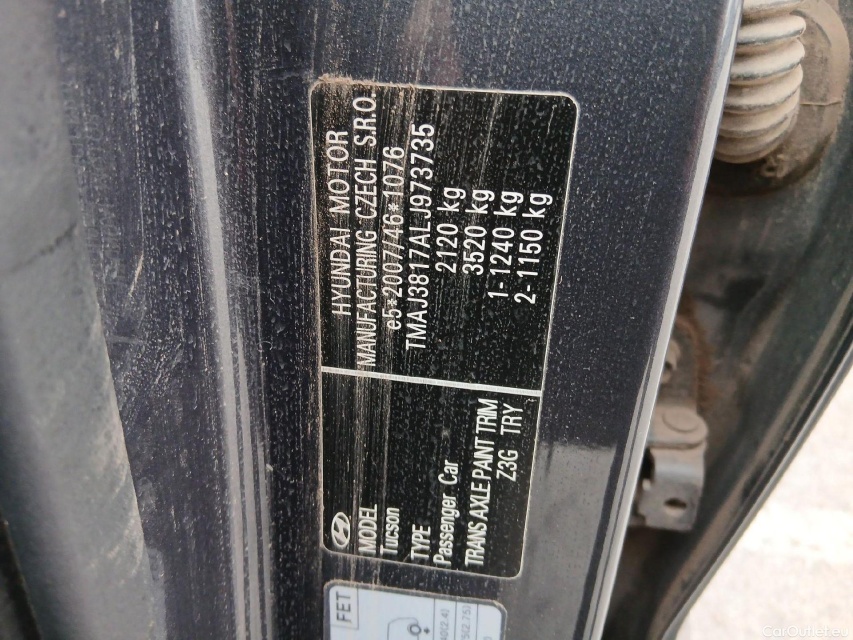 HYUNDAI MOTOR
MANUFACTURING CZECH S.R.O.
e5*2007/46*1076
TMAJ3817ALJ973735
2120 kg
3520 kg
1-1240 kg
2-1150 kg
MODEL
Tucson
TYPE
Passenger Car
TRANS AXLE PAINT TRIM
Z3G TRY
FET
CarOutlet.eu